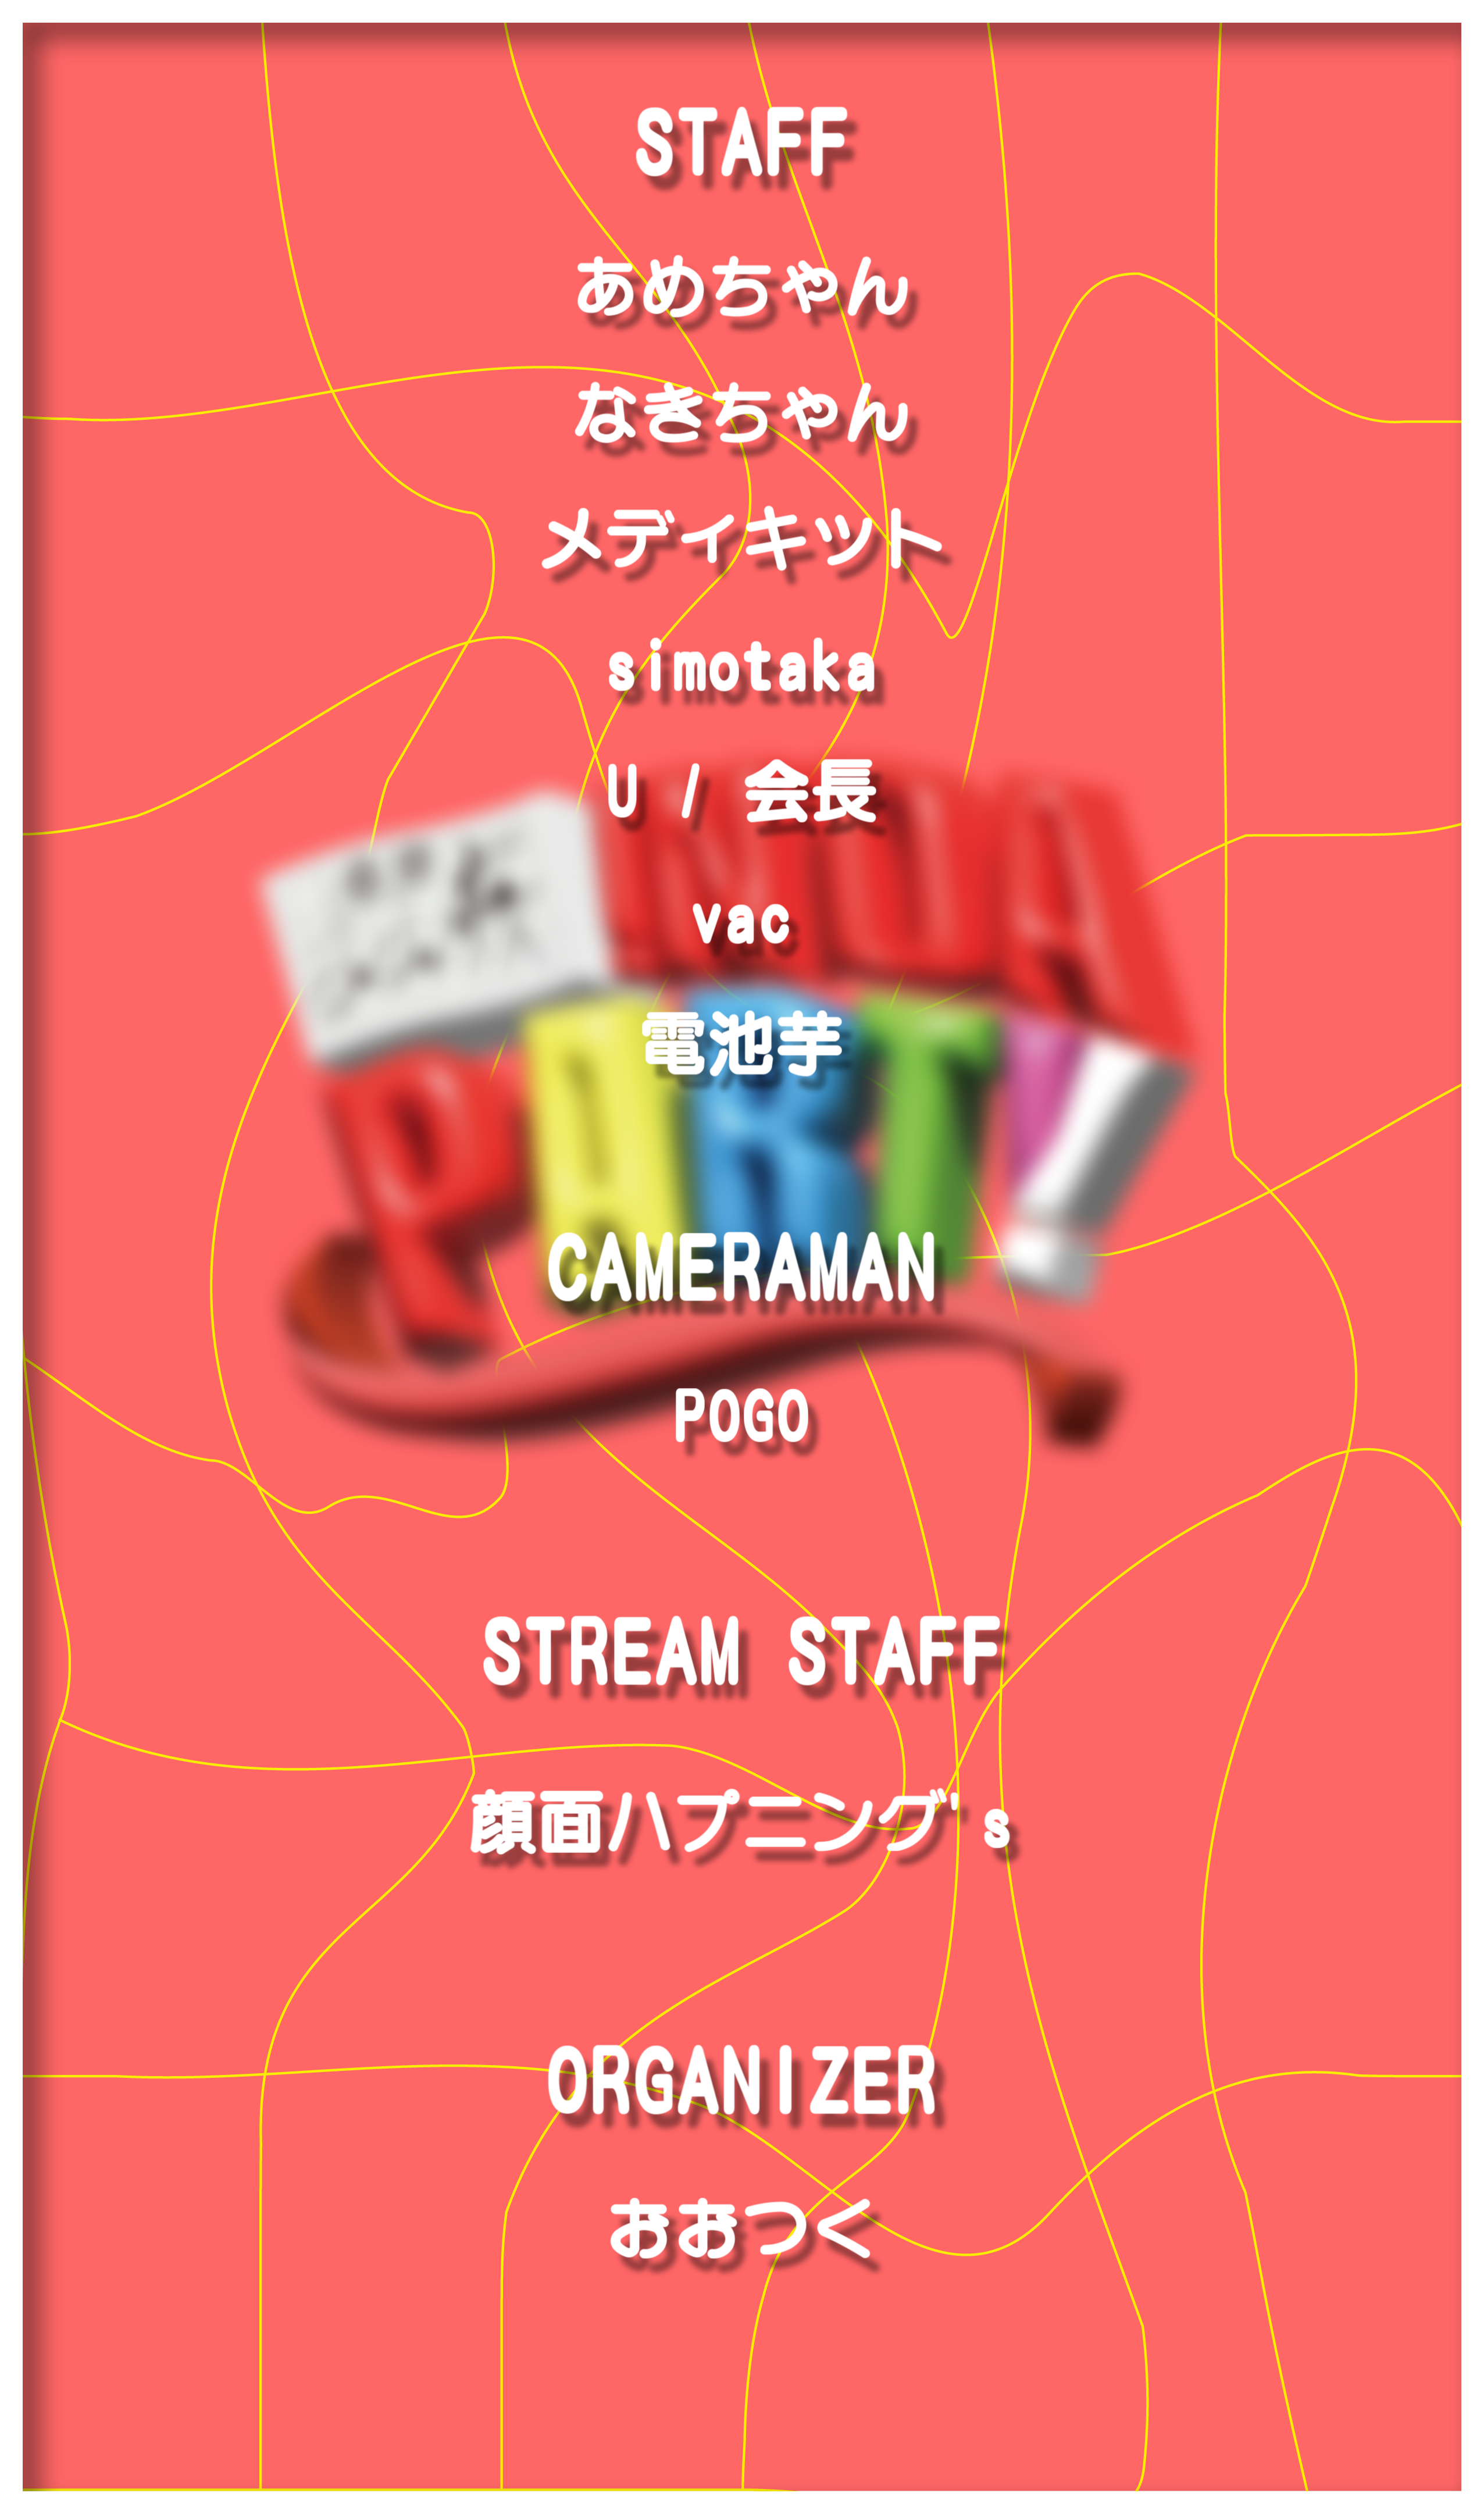 STAFF
あめちゃん
なぎちゃん
メディキット
simotaka
U / 会長
vac
電池芋
CAMERAMAN
POGO
STREAM STAFF
顔面ハプニング°s
ORGANIZER
おおつく
PARTY!